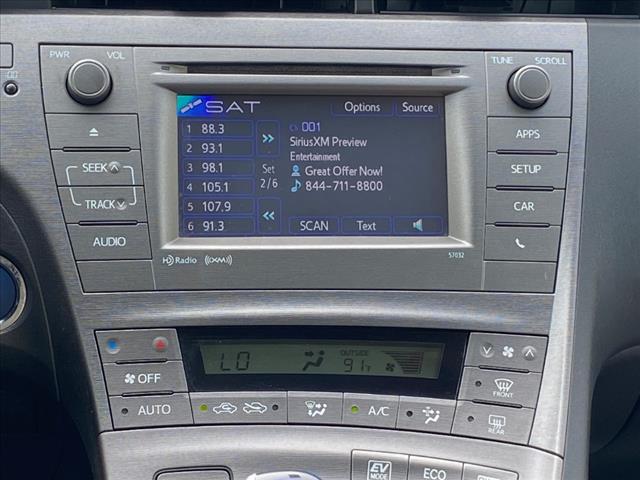 PWR VOL
TUNE SCROLL
SAT Options Source
1 88.3
2 93.1
3 98.1
4 105.1
5 107.9
6 91.3
Set
2/6
CH 001
SiriusXM Preview
Entertainment
Great Offer Now!
844-711-8800
SCAN Text
SEEK
TRACK
AUDIO
APPS
SETUP
CAR
HD Radio ((XM)) 57032
LO OUTSIDE 91°F
OFF
AUTO
A/C
FRONT
REAR
EV
MODE
ECO